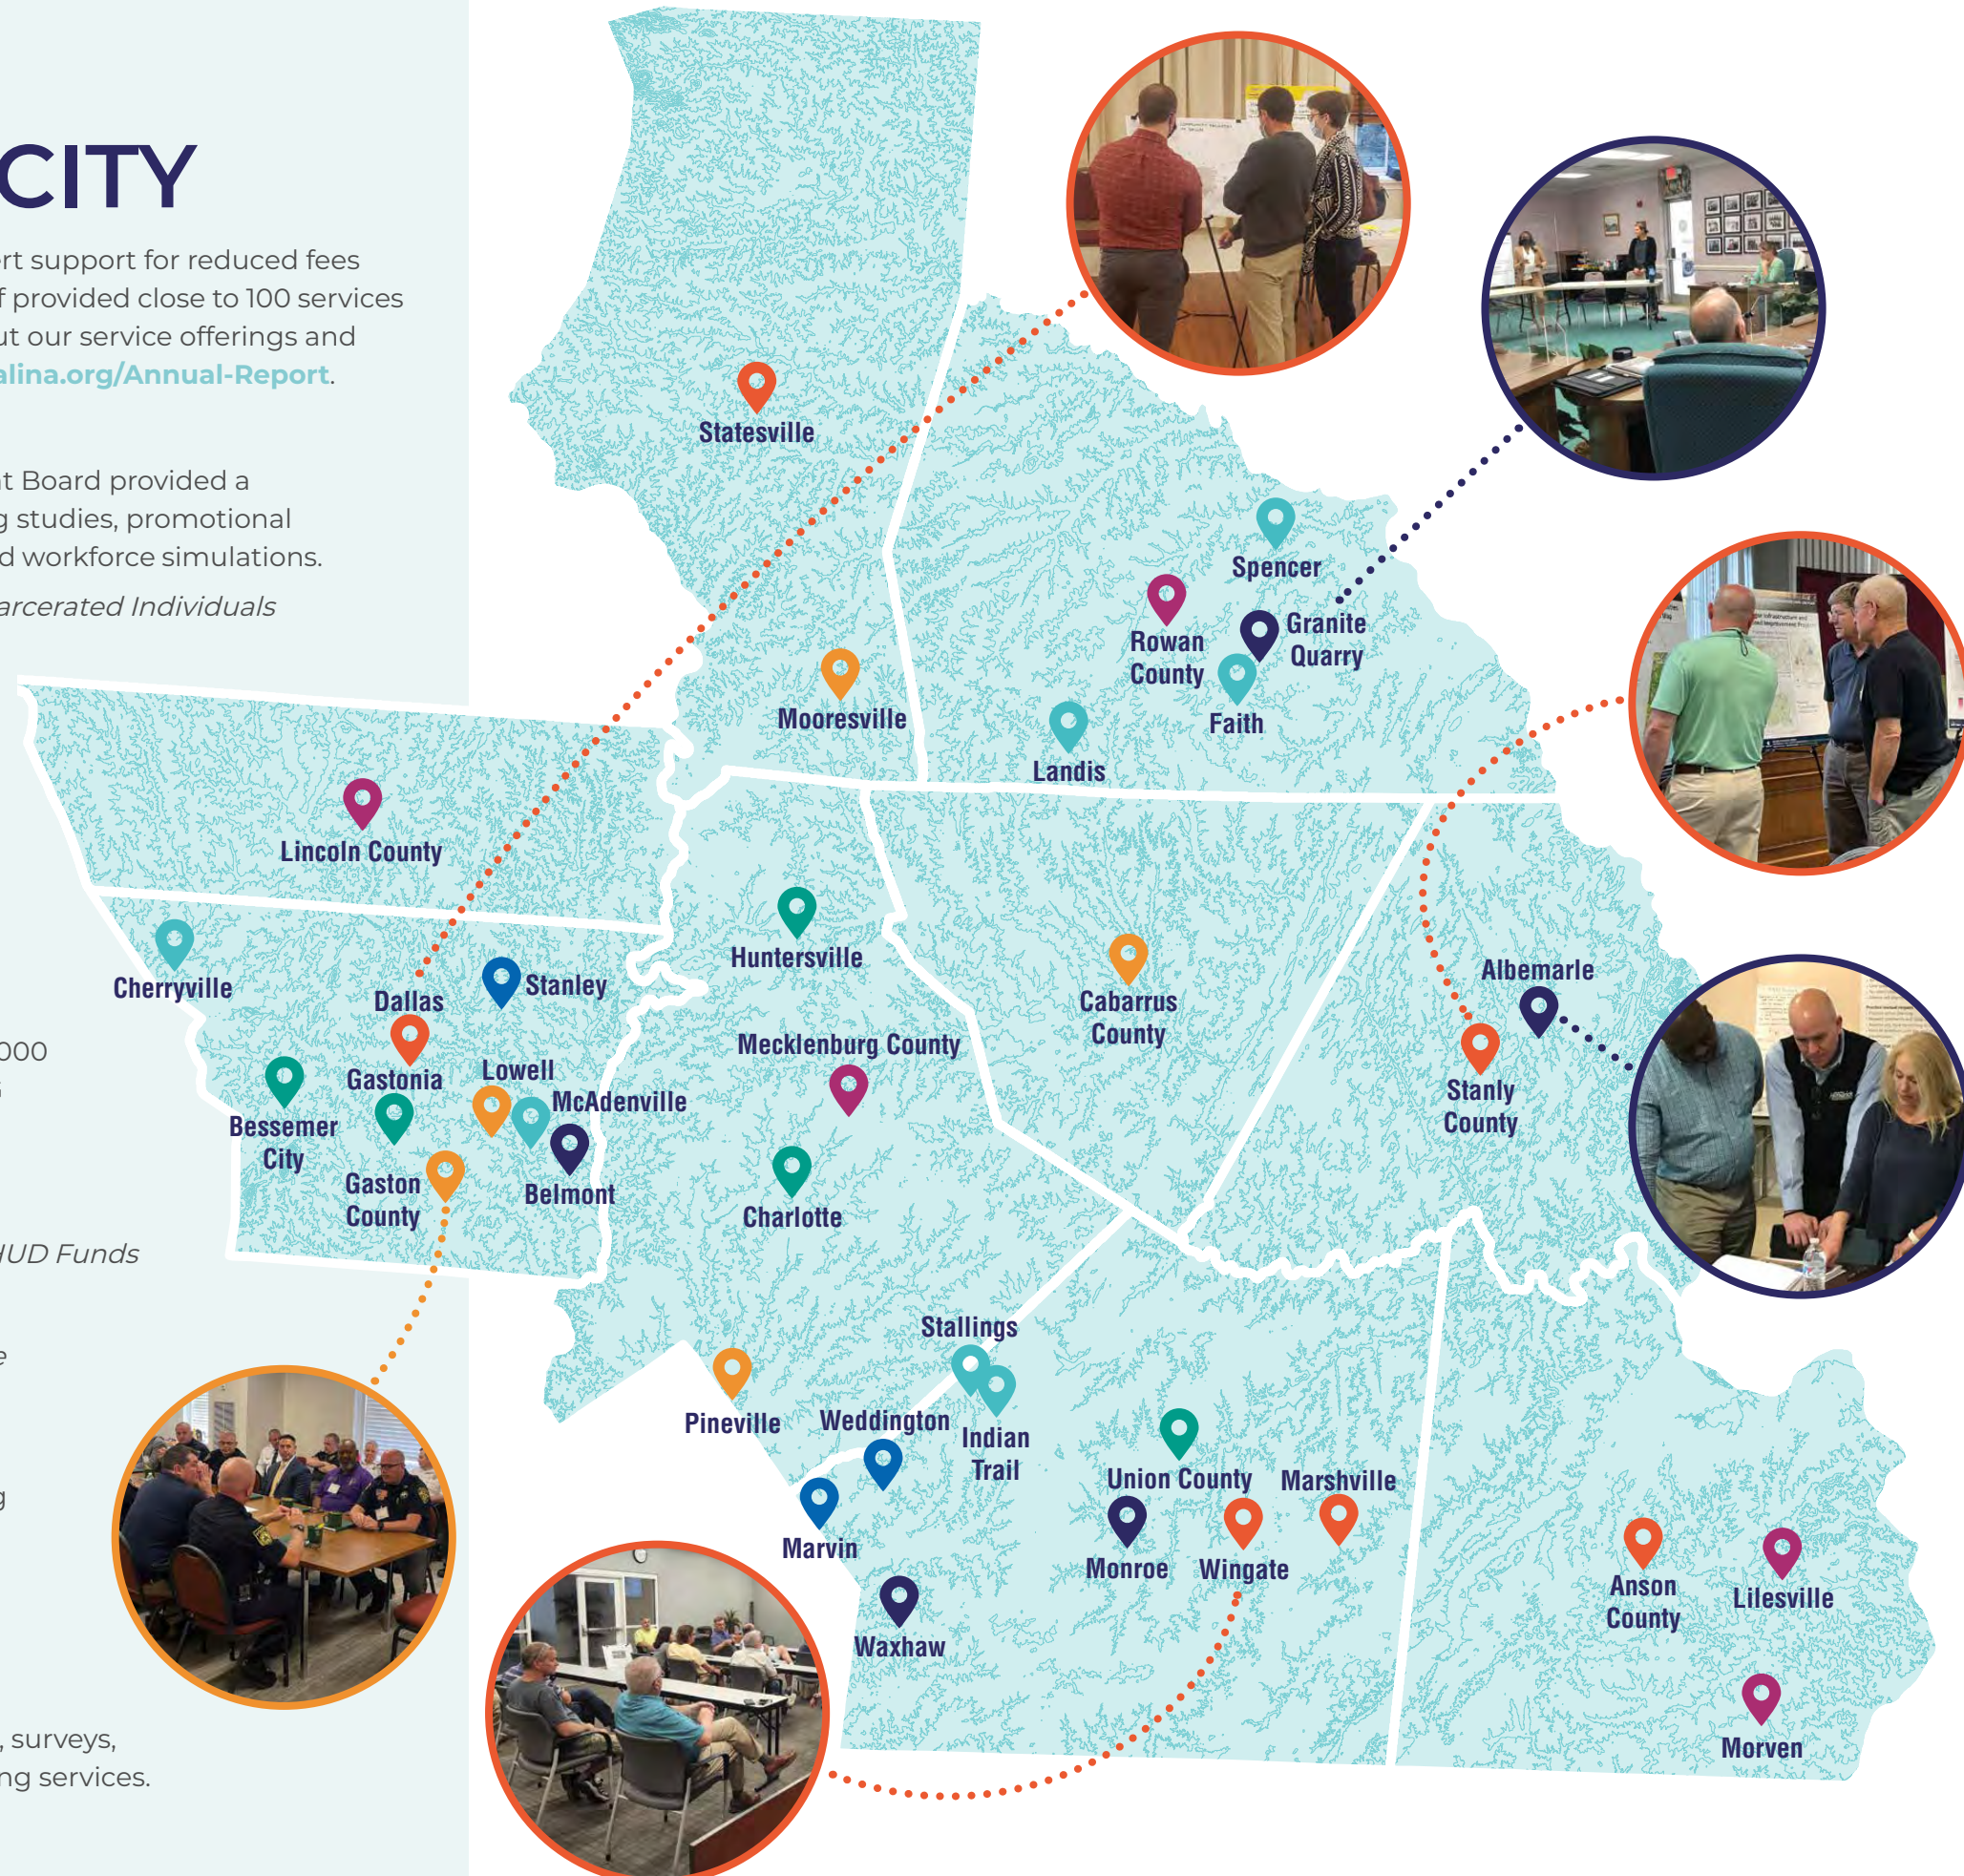 CITY
ert support for reduced fees
f provided close to 100 services
ut our service offerings and
alina.org/Annual-Report.
at Board provided a
g studies, promotional
d workforce simulations.
arcerated Individuals
000
HUD Funds
e
g
, surveys,
ng services.
Statesville
Mooresville
Spencer
Rowan
County
Granite
Quarry
Faith
Landis
Lincoln County
Cherryville
Dallas
Stanley
Gastonia
Lowell
McAdenville
Bessemer
City
Gaston
County
Belmont
Huntersville
Mecklenburg County
Charlotte
Cabarrus
County
Albemarle
Stanly
County
Pineville
Stallings
Weddington
Indian
Trail
Marvin
Waxhaw
Union County
Monroe
Wingate
Marshville
Anson
County
Lilesville
Morven